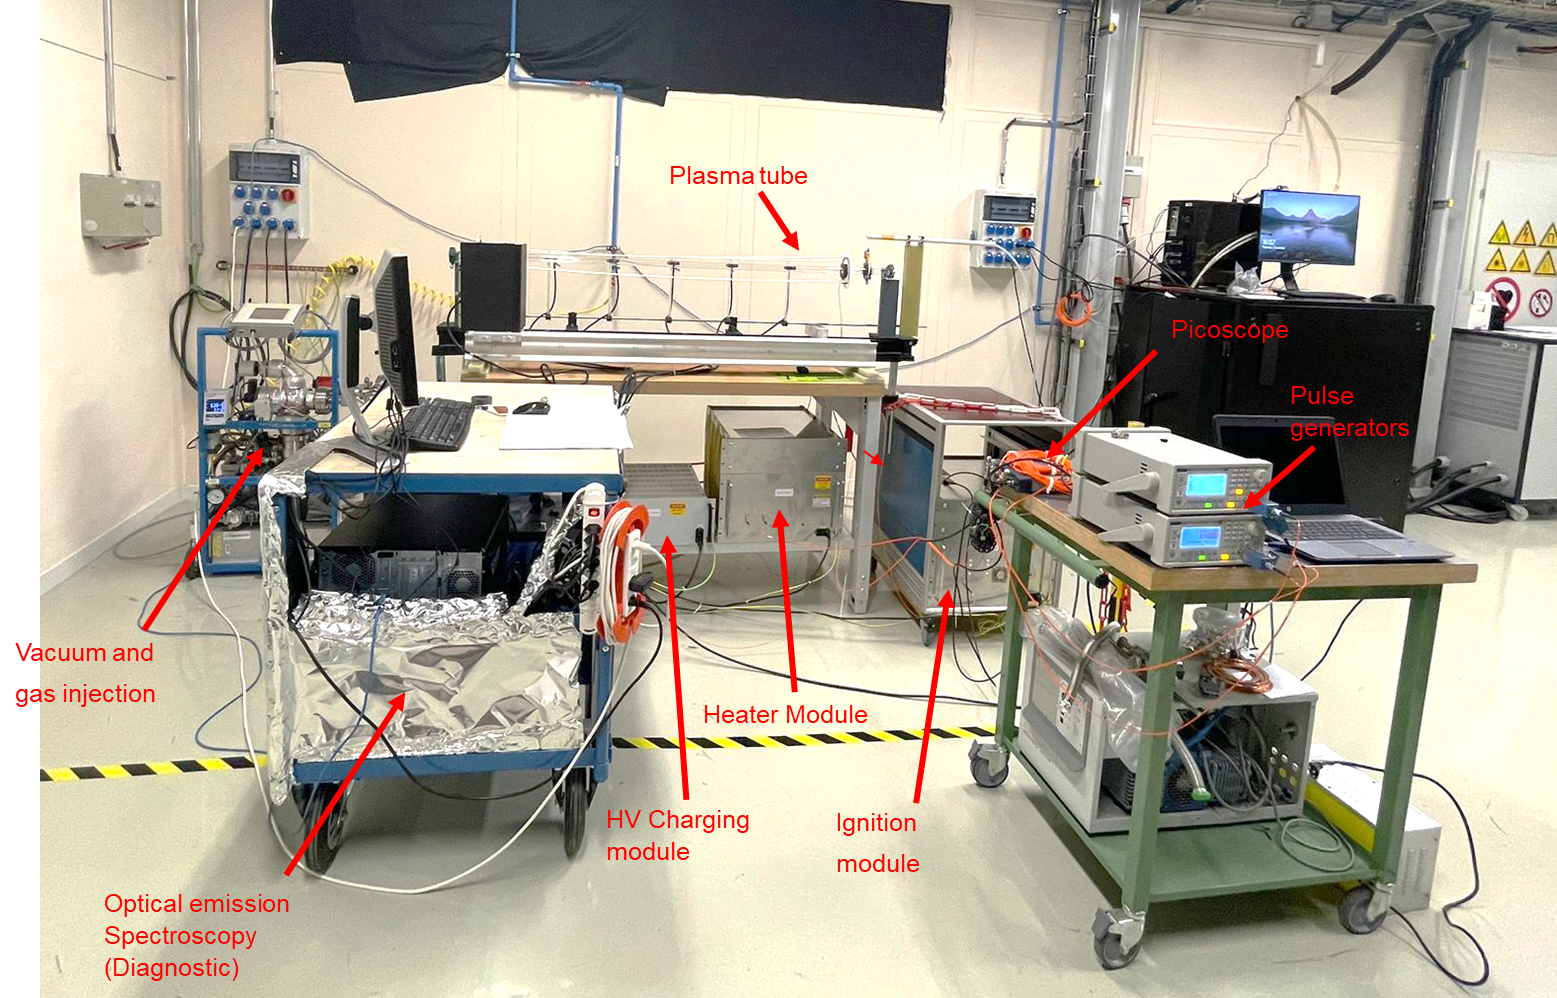 Plasma tube
Picoscope
Pulse
generators
Vacuum and
gas injection
Heater Module
HV Charging
module
Ignition
module
Optical emission
Spectroscopy
(Diagnostic)